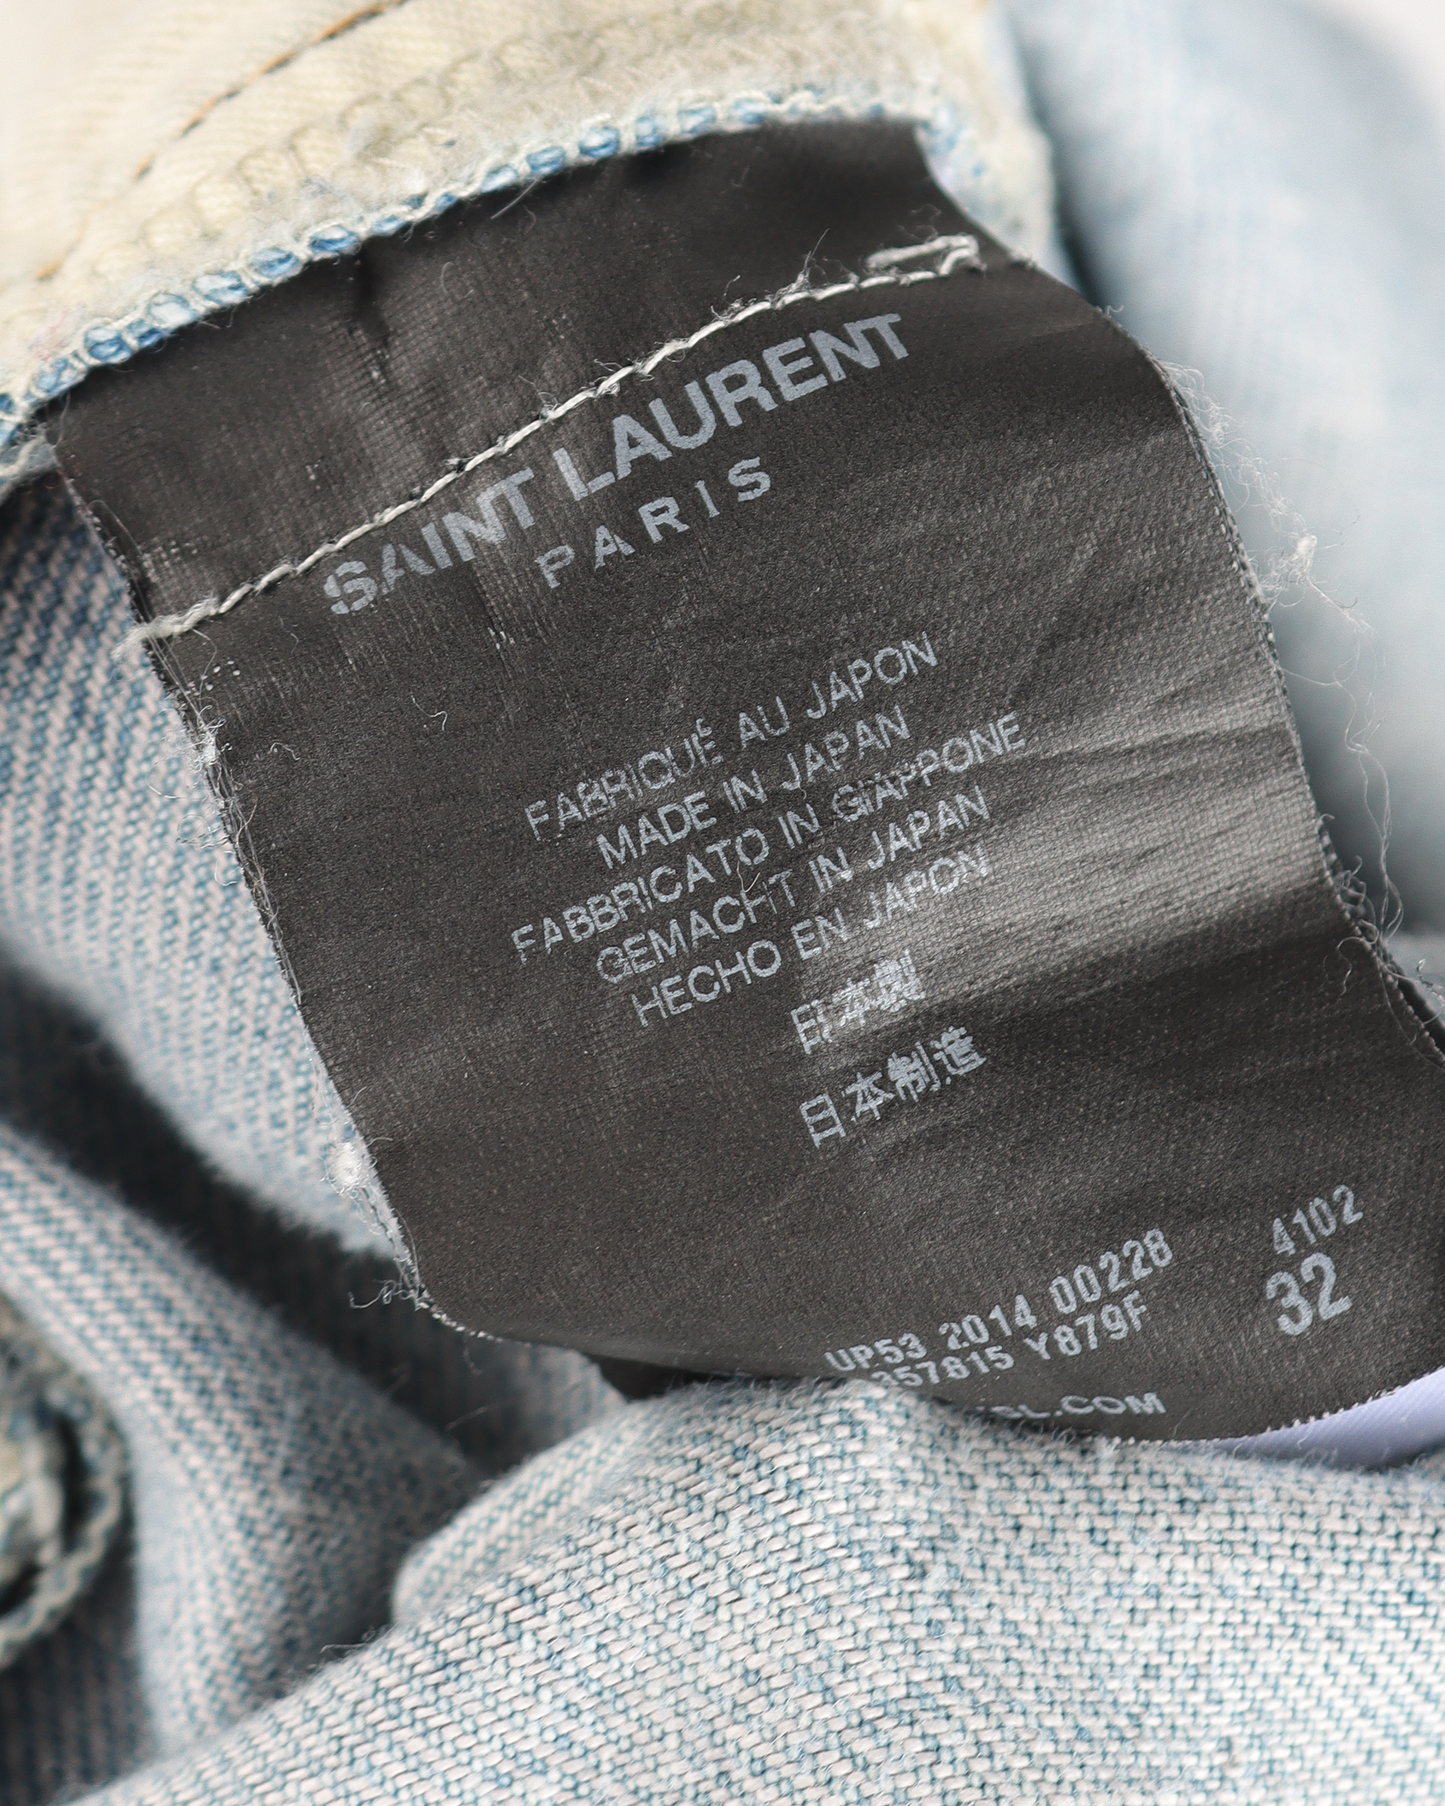 SAINT LAURENT
PARIS
FABRIQUÉ AU JAPON
MADE IN JAPAN
FABBRICATO IN GIAPPONE
GEMACHT IN JAPAN
HECHO EN JAPON
日本製
日本制造
UP53 2014 00228 4102
Y879F 32